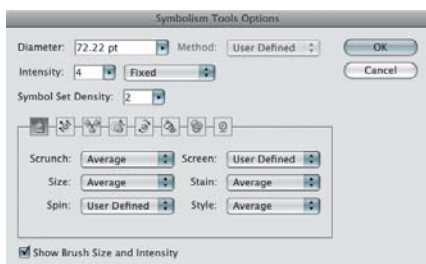 Symbolism Tools Options
Diameter: 72.22 pt Method: User Defined OK
Intensity: 4 Fixed Cancel
Symbol Set Density: 2
Scrunch: Average Screen: User Defined
Size: Average Stain: Average
Spin: User Defined Style: Average
Show Brush Size and Intensity